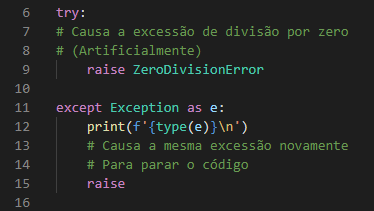 6 try:
7 # Causa a excessão de divisão por zero
8 # (Artificialmente)
9     raise ZeroDivisionError
10
11 except Exception as e:
12     print(f'{type(e)}\n')
13     # Causa a mesma excessão novamente
14     # Para parar o código
15     raise
16